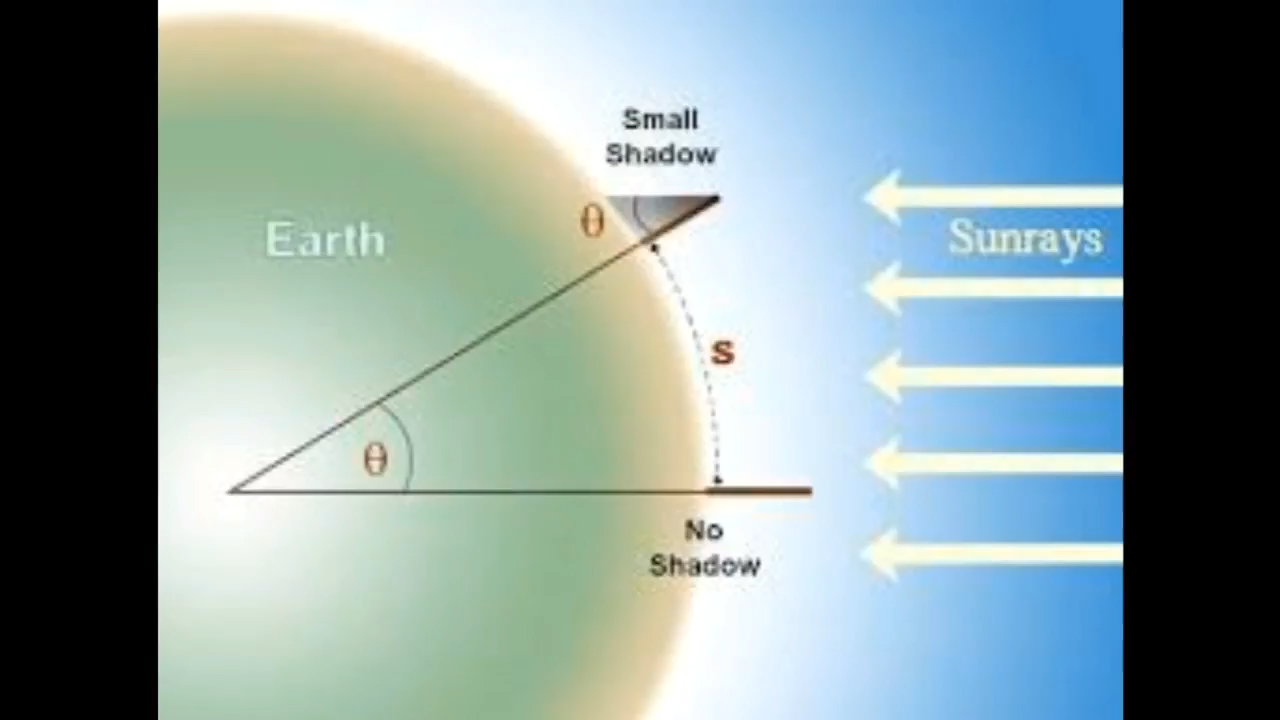 Small
Shadow
θ
Earth
Sunrays
s
θ
No
Shadow